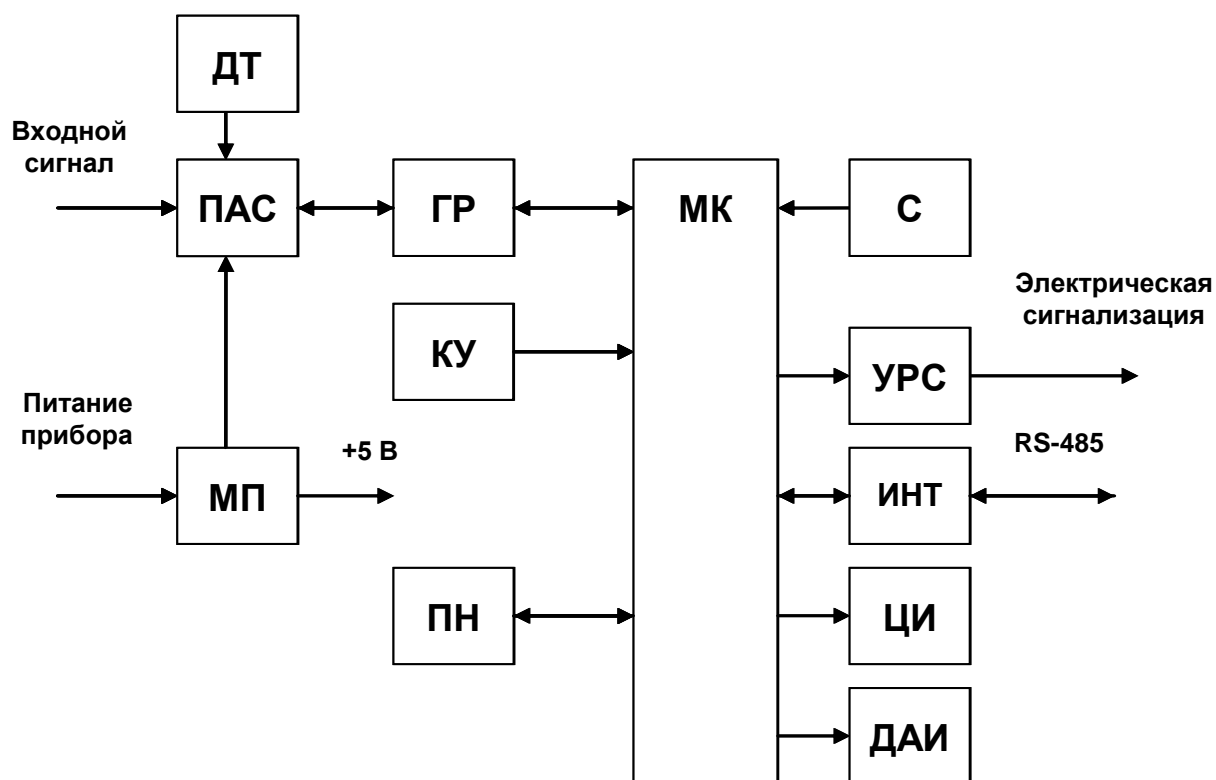 ДТ
Входной
сигнал
ПАС
ГР
МК
С
Электрическая
сигнализация
КУ
УРС
Питание
прибора
+5 В
RS-485
МП
ИНТ
ПН
ЦИ
ДАИ